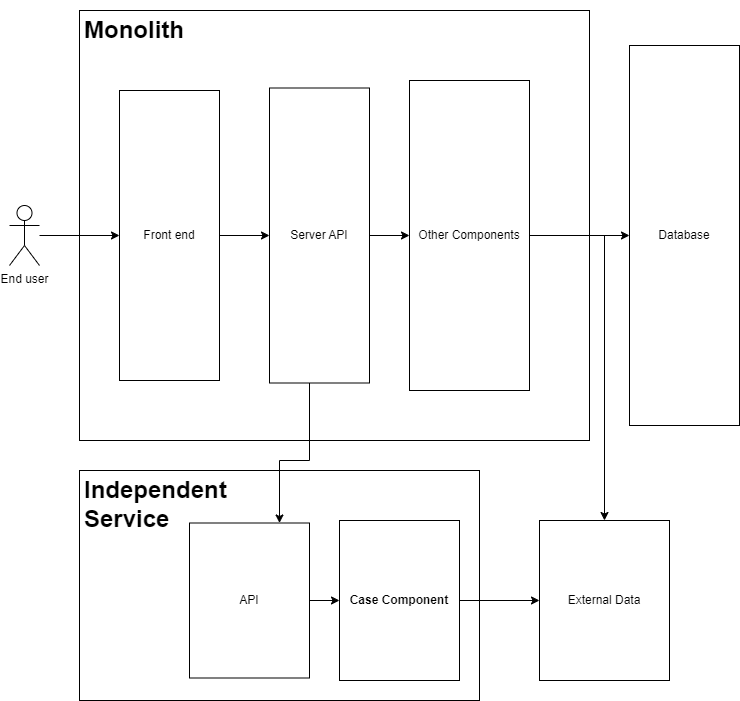 Monolith
Front end
Server API
Other Components
Database
End user
Independent
Service
API
Case Component
External Data